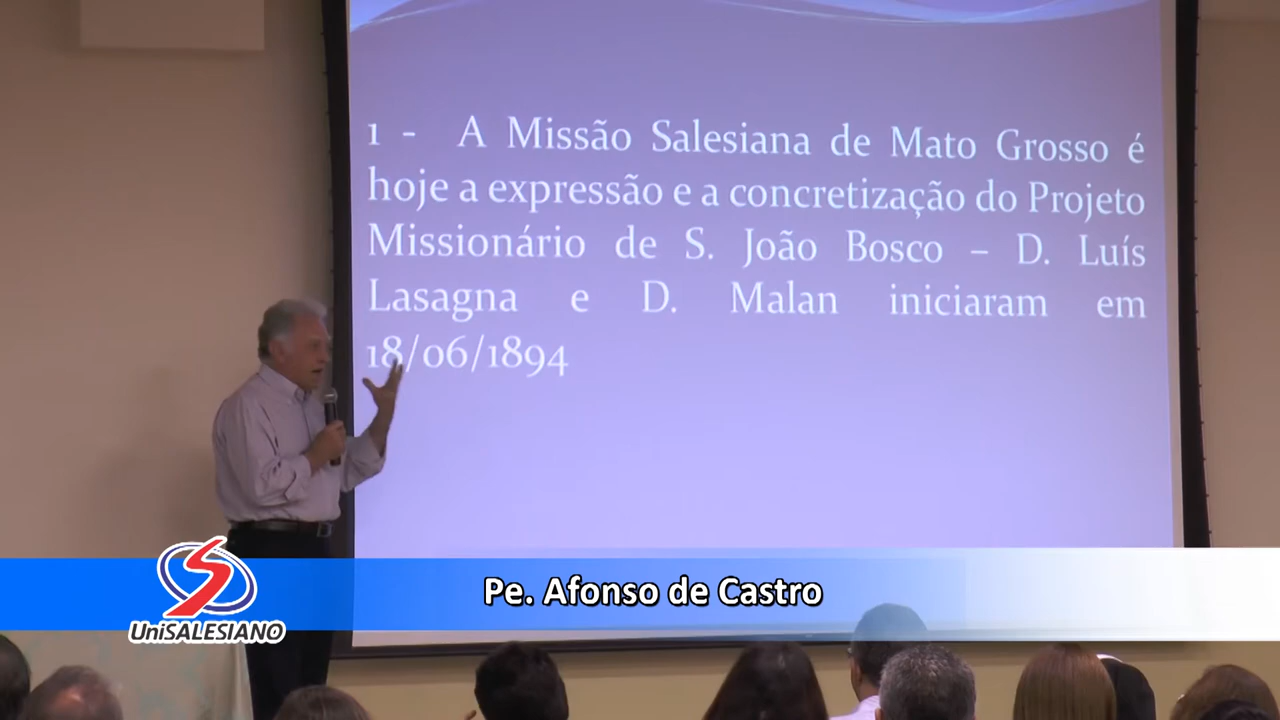 1 - A Missão Salesiana de Mato Grosso é
hoje a expressão e a concretização do Projeto
Missionário de S. João Bosco – D. Luís
Lasagna e D. Malan iniciaram em
18/06/1894
Pe. Afonso de Castro
UniSALESIANO